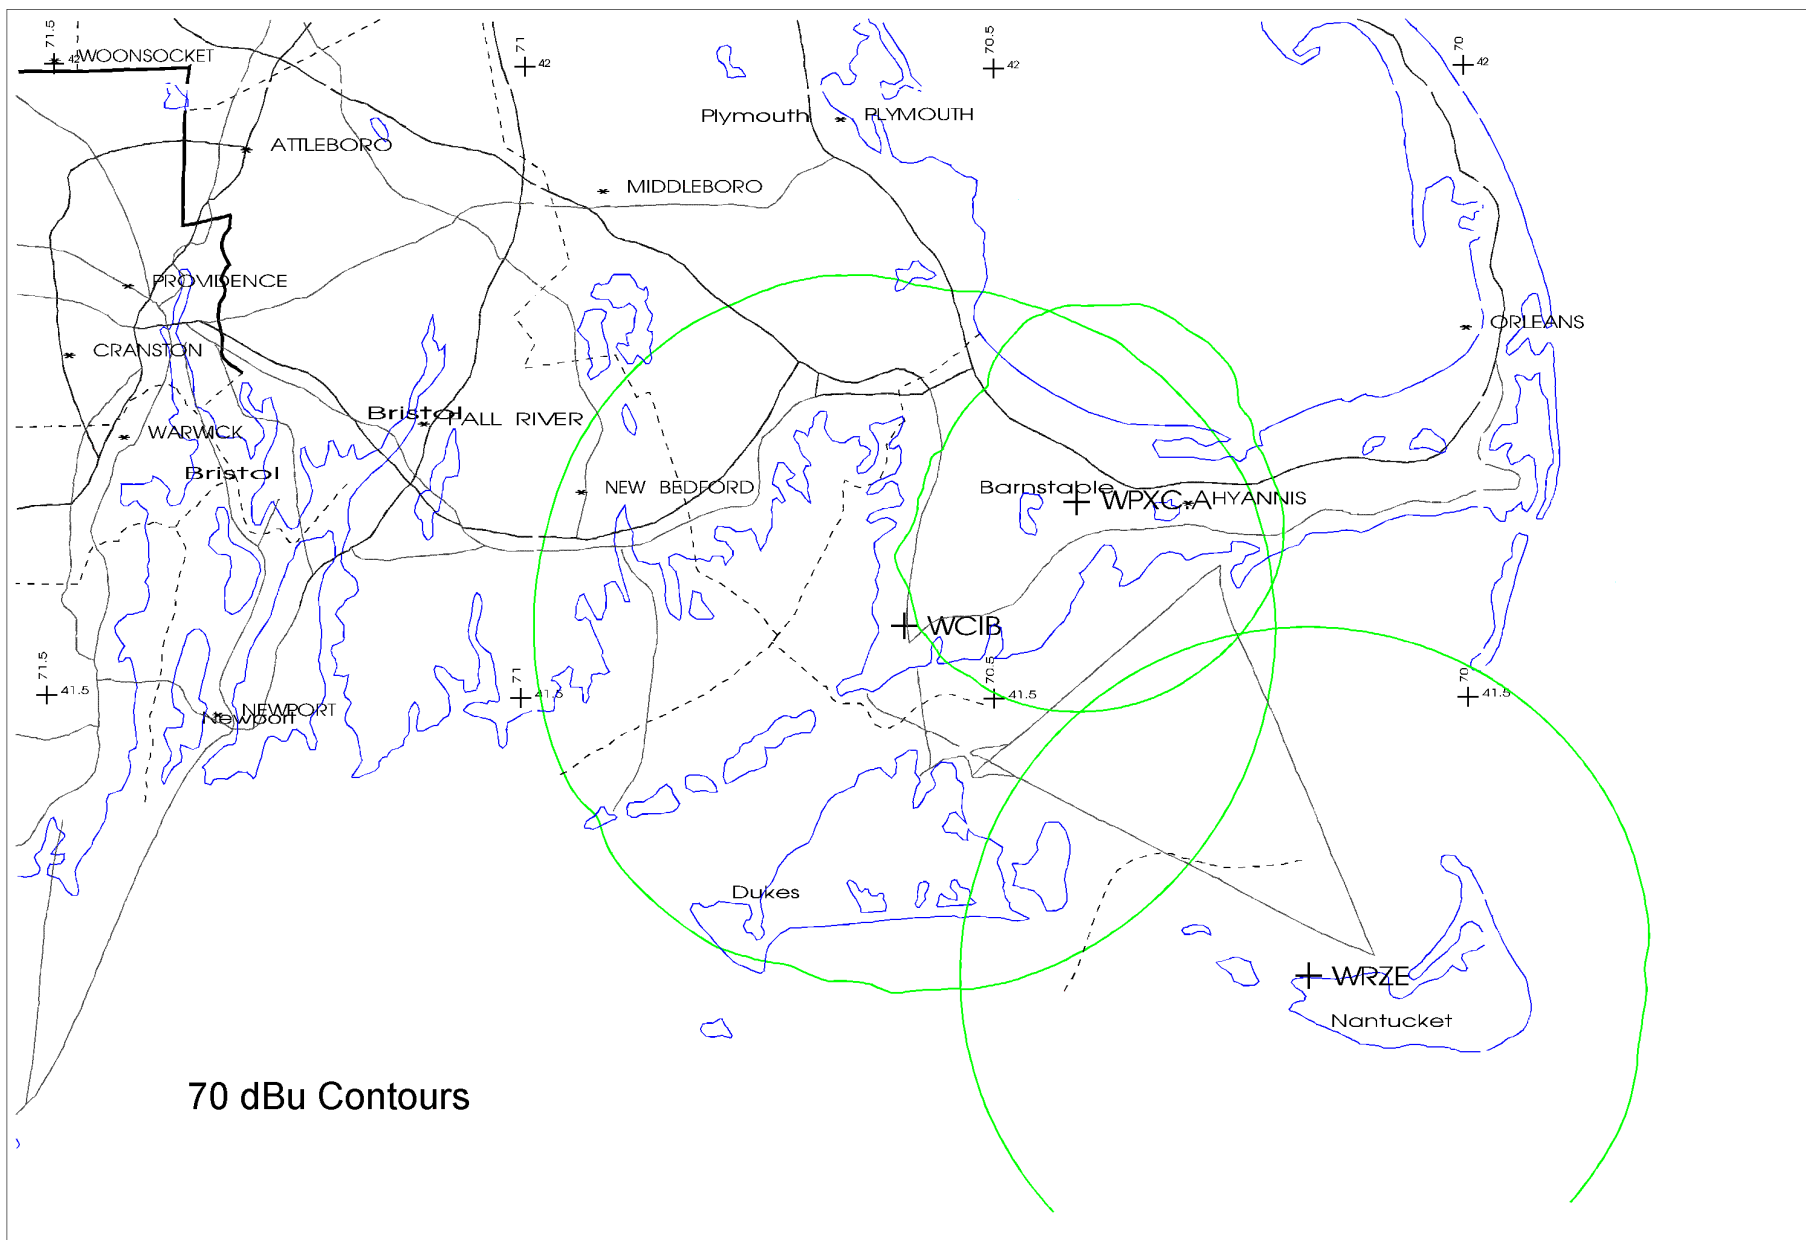 71.5
70.5
WOONSOCKET
42
71
42
42
70
42
Plymouth
PLYMOUTH
ATTLEBORO
MIDDLEBORO
PROVIDENCE
ORLEANS
CRANSTON
Bristol
FALL RIVER
WARWICK
Bristol
NEW BEDFORD
Barnstable
WPXC-A
HYANNIS
WCIB
71.5
41.5
71
41.5
70.5
41.5
70
41.5
NEWPORT
Newport
Dukes
WRZE
Nantucket
70 dBu Contours